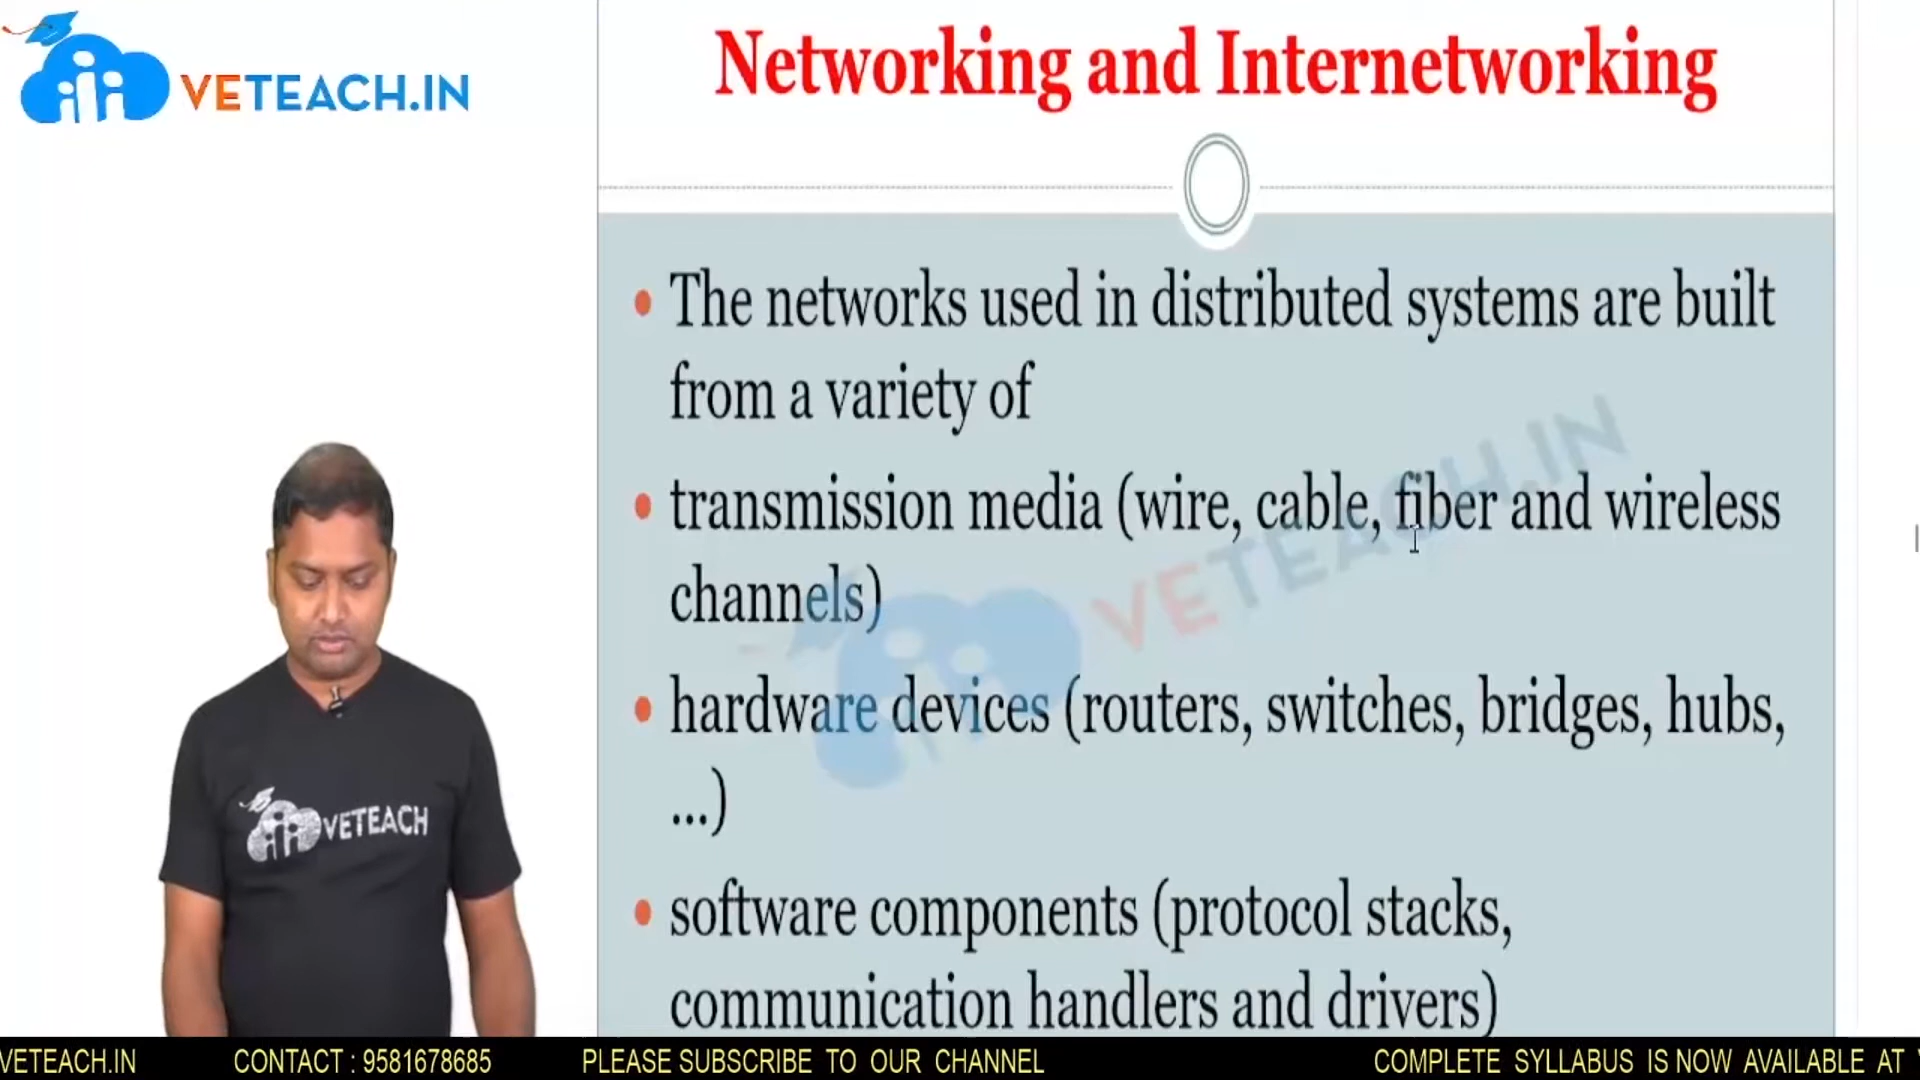 VETEACH.IN
Networking and Internetworking
• The networks used in distributed systems are built
from a variety of
• transmission media (wire, cable, fiber and wireless
channels)
• hardware devices (routers, switches, bridges, hubs,
...)
• software components (protocol stacks,
communication handlers and drivers)
VETEACH.IN
VETEACH
VETEACH.IN CONTACT : 9581678685 PLEASE SUBSCRIBE TO OUR CHANNEL COMPLETE SYLLABUS IS NOW AVAILABLE AT